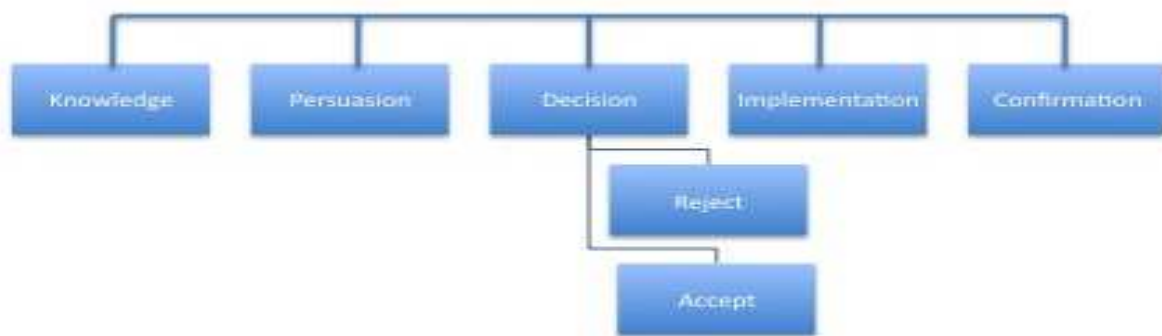 Knowledge Persuasion Decision Implementation Confirmation
Reject
Accept